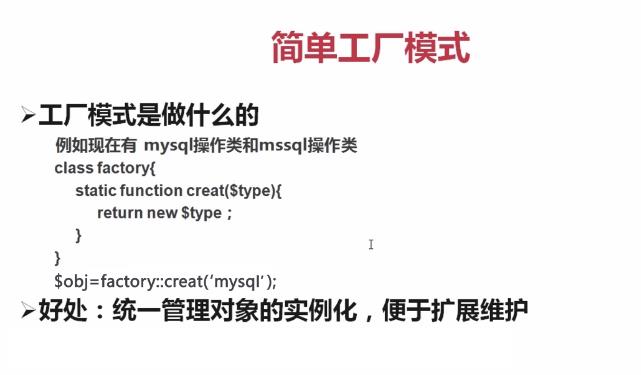 简单工厂模式
工厂模式是做什么的
例如现在有 mysql操作类和mssql操作类
class factory{
static function creat($type){
return new $type；
}
}
$obj=factory::creat(‘mysql’);
好处：统一管理对象的实例化，便于扩展维护